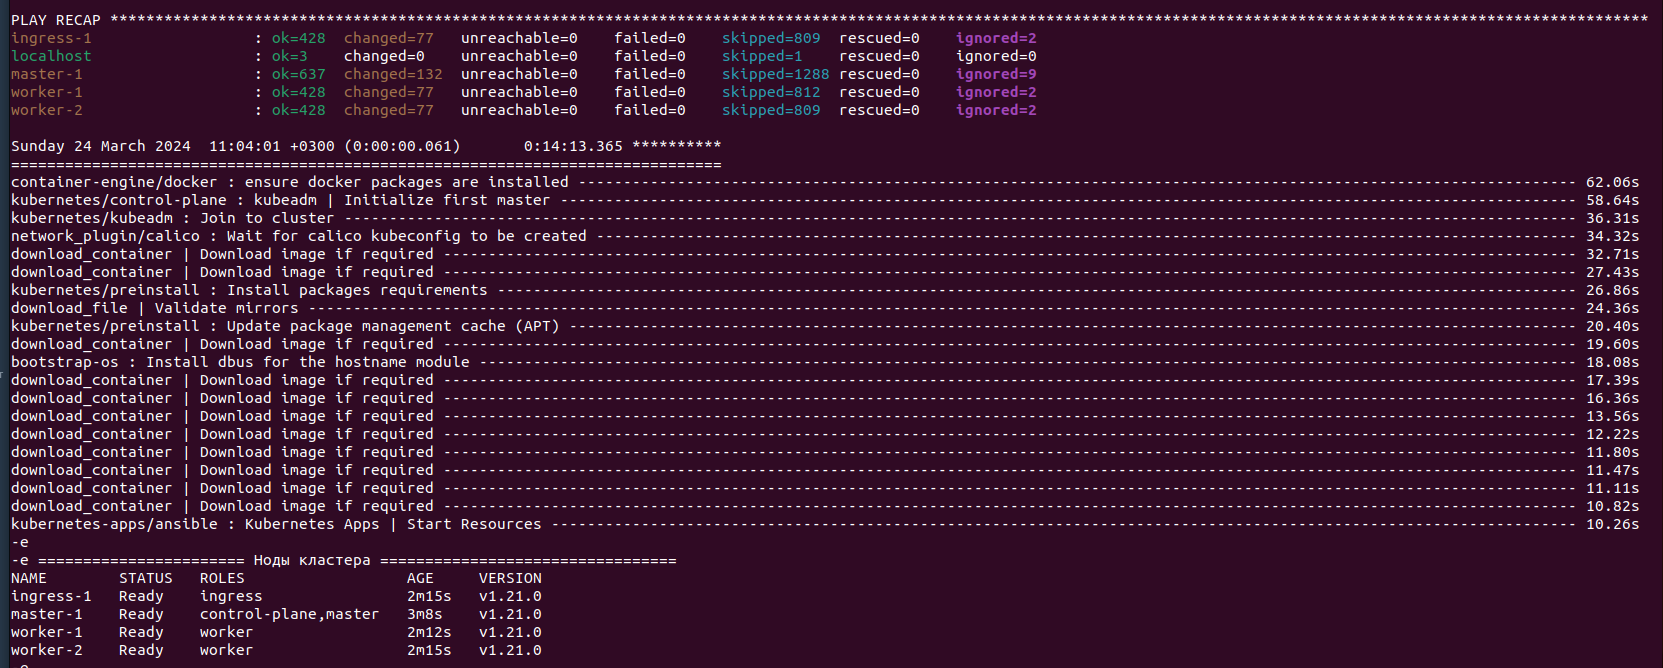 PLAY RECAP ***************************************************************************************************************************************************************************
ingress-1                  : ok=428  changed=77   unreachable=0    failed=0    skipped=809  rescued=0    ignored=2
localhost                  : ok=3    changed=0    unreachable=0    failed=0    skipped=1    rescued=0    ignored=0
master-1                   : ok=637  changed=132  unreachable=0    failed=0    skipped=1288 rescued=0    ignored=9
worker-1                   : ok=428  changed=77   unreachable=0    failed=0    skipped=812  rescued=0    ignored=2
worker-2                   : ok=428  changed=77   unreachable=0    failed=0    skipped=809  rescued=0    ignored=2
Sunday 24 March 2024  11:04:01 +0300 (0:00:00.061)       0:14:13.365 **********
===============================================================================
container-engine/docker : ensure docker packages are installed --------------------------------------------------------------------------------------------------------------- 62.06s
kubernetes/control-plane : kubeadm | Initialize first master ----------------------------------------------------------------------------------------------------------------- 58.64s
kubernetes/kubeadm : Join to cluster ----------------------------------------------------------------------------------------------------------------------------------------- 36.31s
network_plugin/calico : Wait for calico kubeconfig to be created ------------------------------------------------------------------------------------------------------------- 34.32s
download_container | Download image if required ------------------------------------------------------------------------------------------------------------------------------ 32.71s
download_container | Download image if required ------------------------------------------------------------------------------------------------------------------------------ 27.43s
kubernetes/preinstall : Install packages requirements ------------------------------------------------------------------------------------------------------------------------ 26.86s
download_file | Validate mirrors --------------------------------------------------------------------------------------------------------------------------------------------- 24.36s
kubernetes/preinstall : Update package management cache (APT) ---------------------------------------------------------------------------------------------------------------- 20.40s
download_container | Download image if required ------------------------------------------------------------------------------------------------------------------------------ 19.60s
bootstrap-os : Install dbus for the hostname module -------------------------------------------------------------------------------------------------------------------------- 18.08s
download_container | Download image if required ------------------------------------------------------------------------------------------------------------------------------ 17.39s
download_container | Download image if required ------------------------------------------------------------------------------------------------------------------------------ 16.36s
download_container | Download image if required ------------------------------------------------------------------------------------------------------------------------------ 13.56s
download_container | Download image if required ------------------------------------------------------------------------------------------------------------------------------ 12.22s
download_container | Download image if required ------------------------------------------------------------------------------------------------------------------------------ 11.80s
download_container | Download image if required ------------------------------------------------------------------------------------------------------------------------------ 11.47s
download_container | Download image if required ------------------------------------------------------------------------------------------------------------------------------ 11.11s
download_container | Download image if required ------------------------------------------------------------------------------------------------------------------------------ 10.82s
kubernetes-apps/ansible : Kubernetes Apps | Start Resources ------------------------------------------------------------------------------------------------------------------ 10.26s
-e
-e ======================= Ноды кластера =================================
NAME        STATUS   ROLES                  AGE     VERSION
ingress-1   Ready    ingress                2m15s   v1.21.0
master-1    Ready    control-plane,master   3m8s    v1.21.0
worker-1    Ready    worker                 2m12s   v1.21.0
worker-2    Ready    worker                 2m15s   v1.21.0